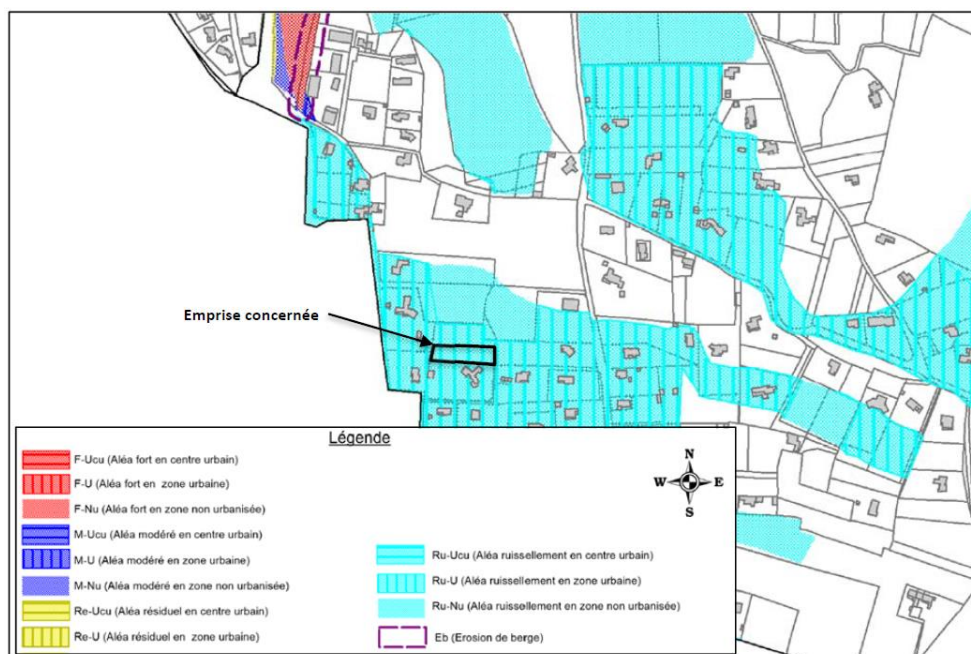 Emprise concernée
Légende
F-Ucu (Aléa fort en centre urbain)
F-U (Aléa fort en zone urbaine)
F-Nu (Aléa fort en zone non urbanisée)
M-Ucu (Aléa modéré en centre urbain)
M-U (Aléa modéré en zone urbaine)
M-Nu (Aléa modéré en zone non urbanisée)
Re-Ucu (Aléa résiduel en centre urbain)
Re-U (Aléa résiduel en zone urbaine)
N
W E
S
Ru-Ucu (Aléa ruissellement en centre urbain)
Ru-U (Aléa ruissellement en zone urbaine)
Ru-Nu (Aléa ruissellement en zone non urbanisée)
Eb (Erosion de berge)